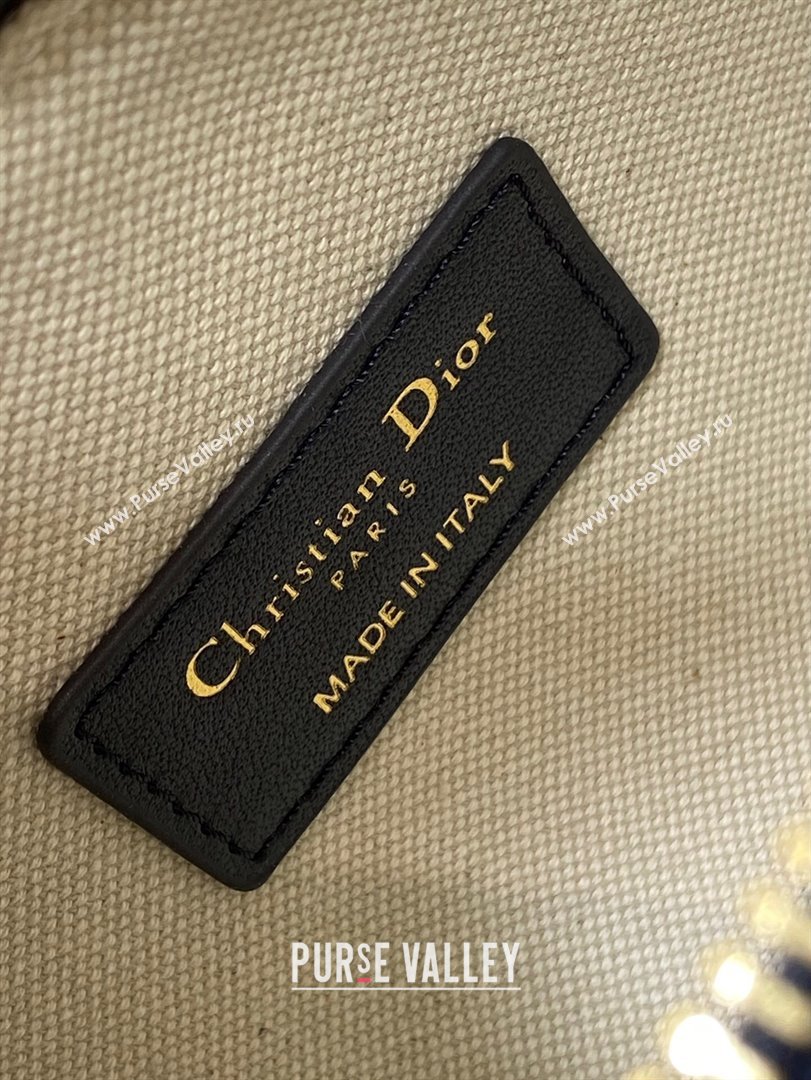 Christian Dior
PARIS
MADE IN ITALY
www.PurseValley.ru
www.PurseValley.ru
PURSE VALLEY